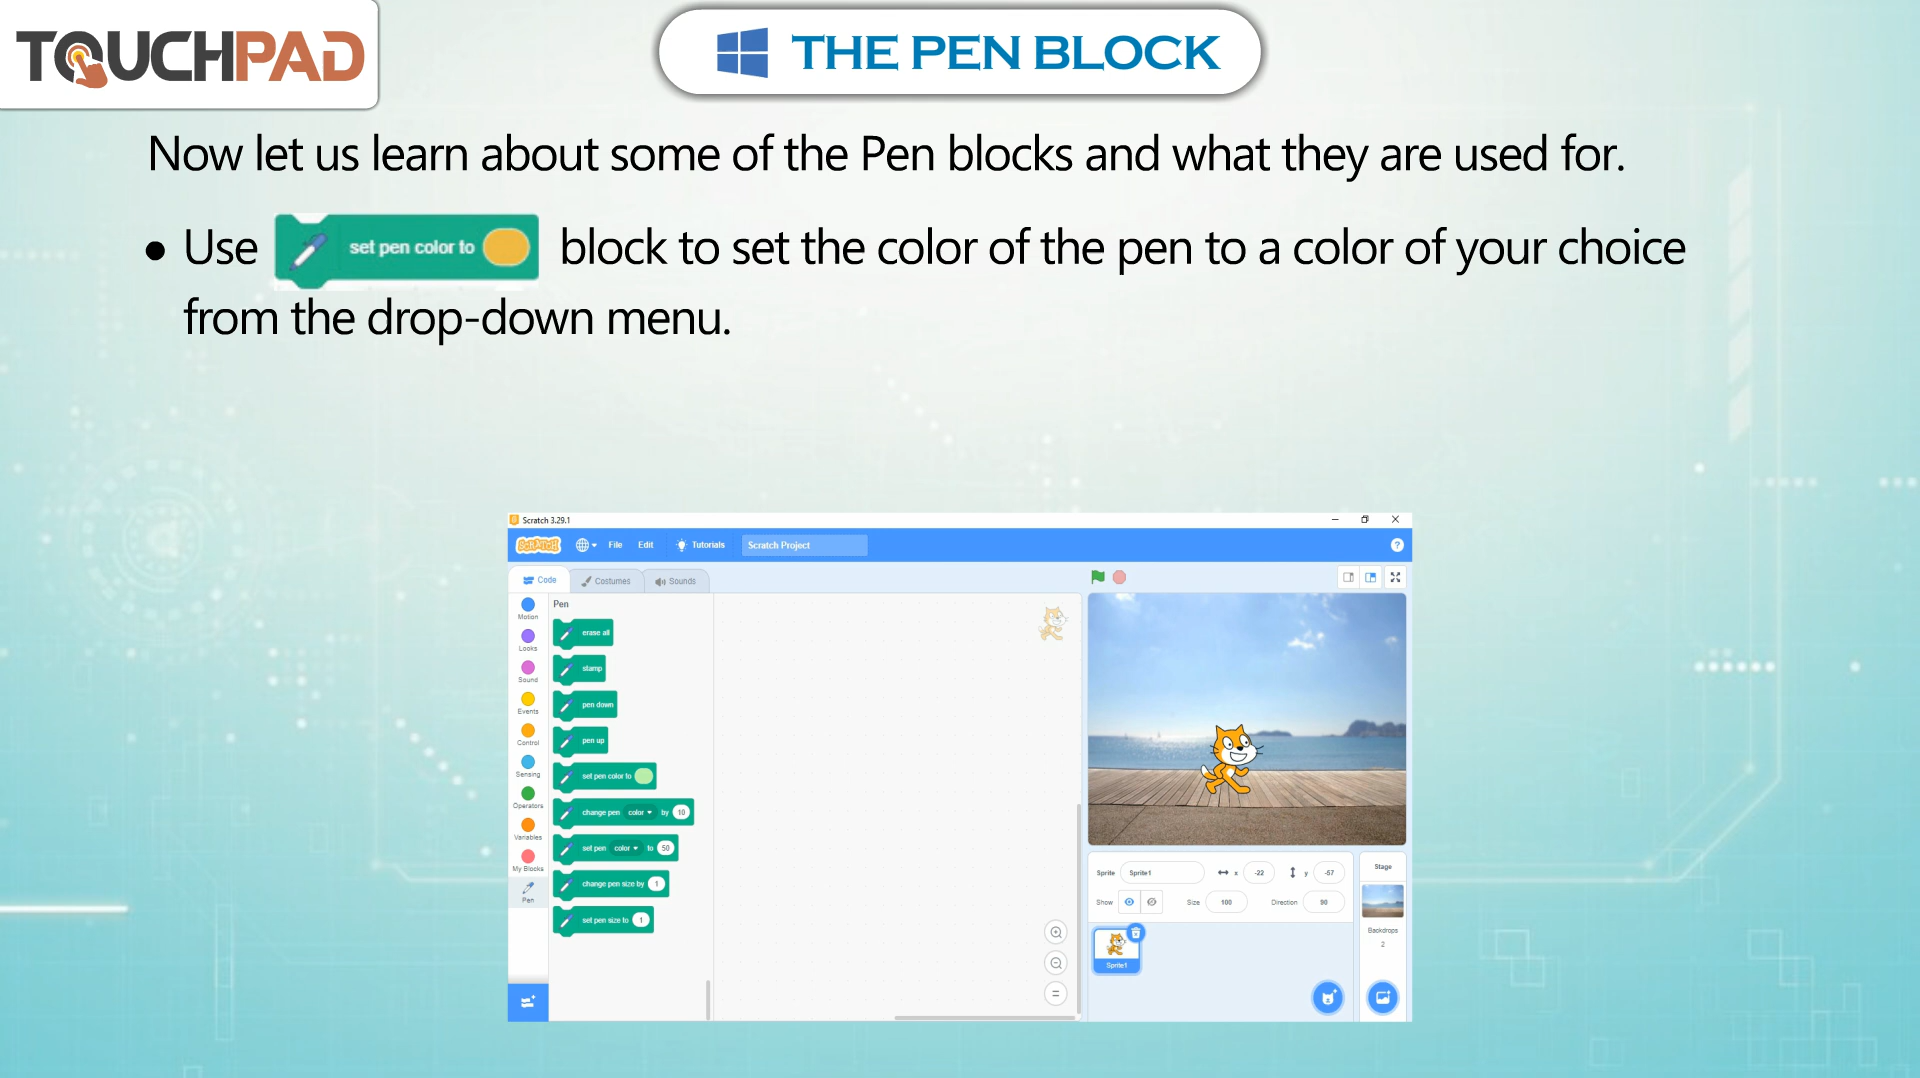 TOUCHPAD
THE PEN BLOCK
Now let us learn about some of the Pen blocks and what they are used for.
● Use set pen color to block to set the color of the pen to a color of your choice
from the drop-down menu.
Scratch 3.29.1
SCRATCH File Edit Tutorials Scratch Project ?
Code Costumes Sounds
Motion
Looks
Sound
Events
Control
Sensing
Operators
Variables
My Blocks
Pen
Pen
erase all
stamp
pen down
pen up
set pen color to
change pen color by 10
set pen color to 50
change pen size by 1
set pen size to 1
Sprite Sprite1 x -22 y -57
Show Size 100 Direction 90
Sprite1
Stage
Backdrops
2